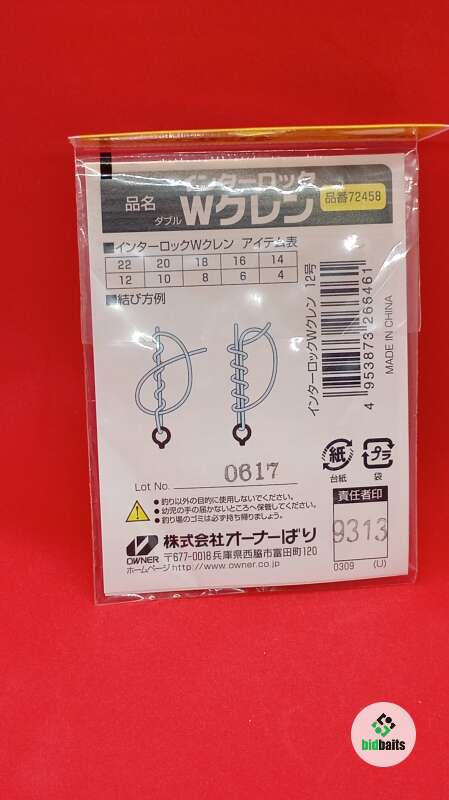 インターロック
品名 ダブル Wクレン 品番72458
■インターロックWクレン アイテム表
22 20 18 16 14
12 10 8 6 4
■結び方例
インターロックWクレン 12号
4 953873 266461
MADE IN CHINA
紙 プラ
台紙 袋
Lot No. 0617
●釣り以外の目的に使用しないでください。
●幼児の手の届かないところへ保管してください。
●釣り場のゴミは必ず持ち帰りましょう。
責任者印
9313
OWNER 株式会社オーナーばり
〒677-0018 兵庫県西脇市富田町120
ホームページ http://www.owner.co.jp
0309 (U)
bidbaits